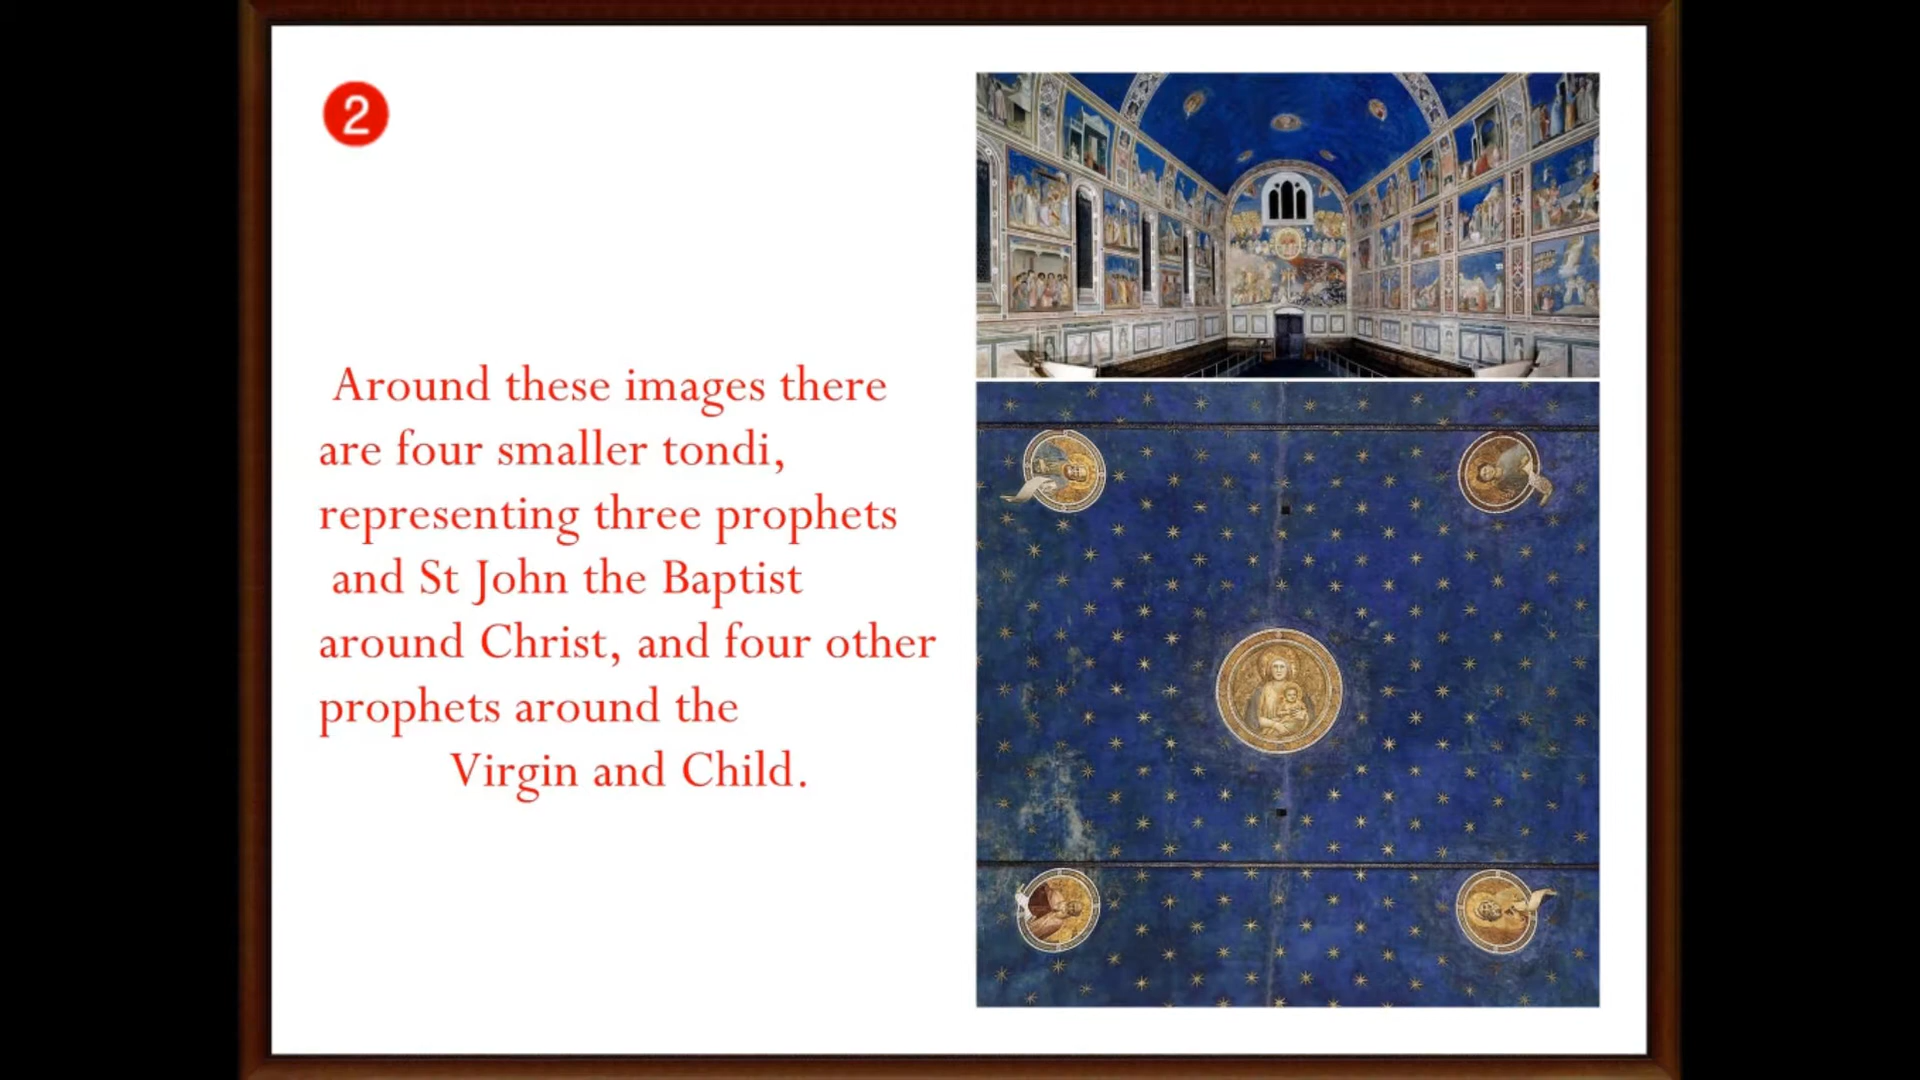 2
Around these images there
are four smaller tondi,
representing three prophets
and St John the Baptist
around Christ, and four other
prophets around the
Virgin and Child.